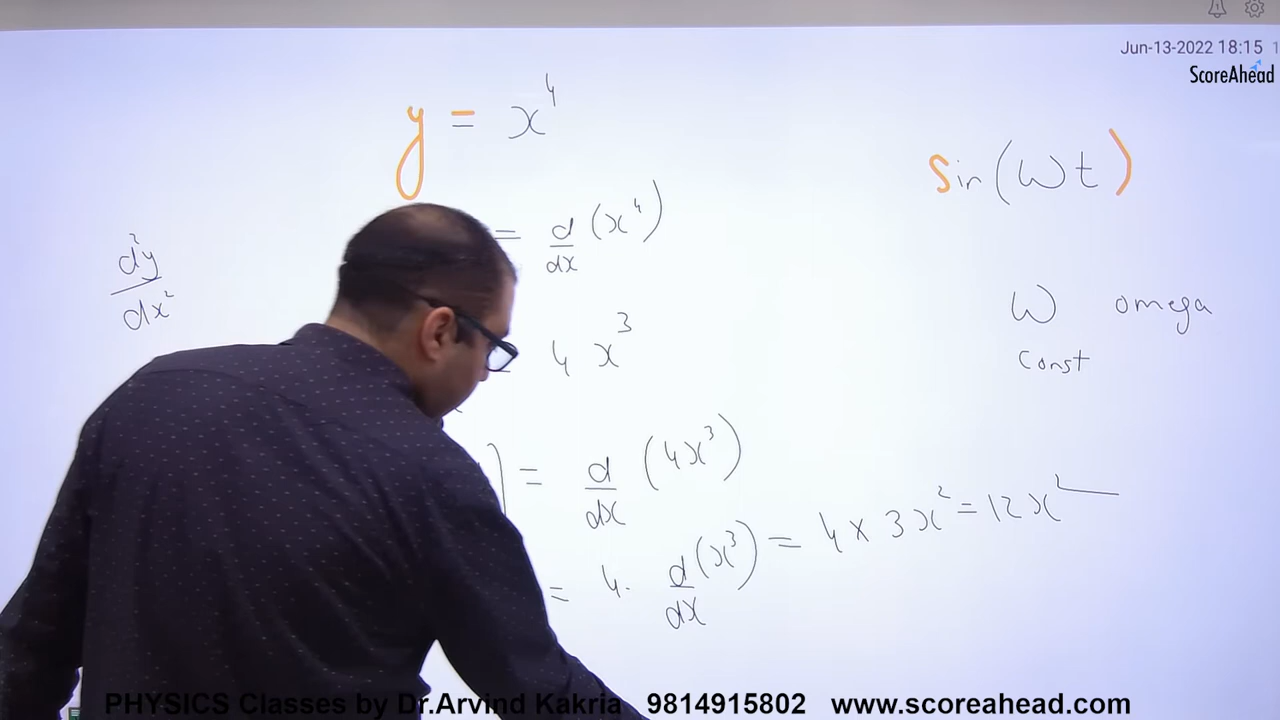 Jun-13-2022 18:15 1
ScoreAhead
y = x⁴
sin(ωt)
= d/dx (x⁴)
d²y/dx²
ω omega
const
4 x³
] = d/dx (4x³)
= 4. d/dx (x³) = 4 × 3x² = 12x²
PHYSICS Classes by Dr.Arvind Kakria 9814915802 www.scoreahead.com